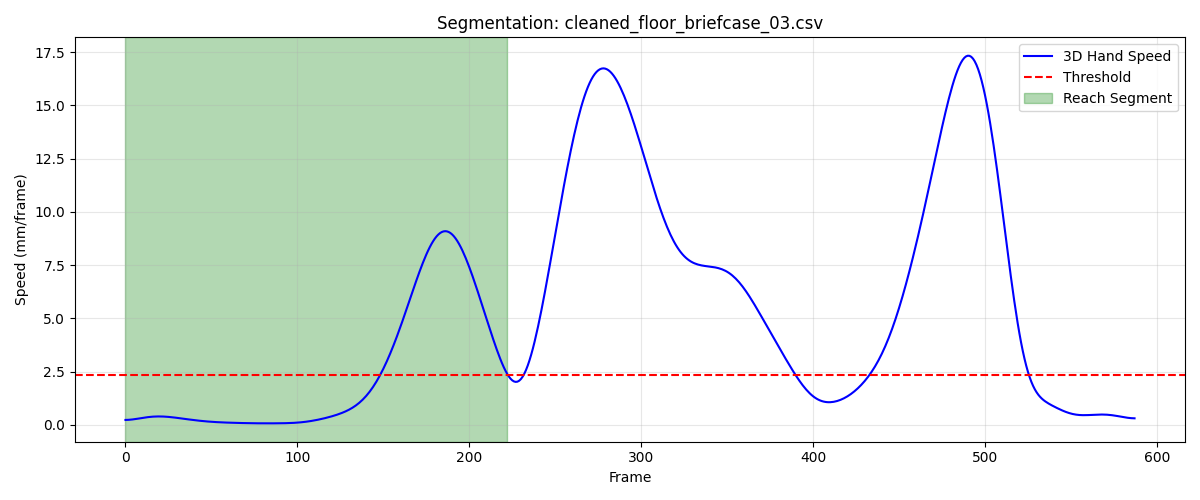 Segmentation: cleaned_floor_briefcase_03.csv
17.5
15.0
12.5
10.0
7.5
5.0
2.5
0.0
Speed (mm/frame)
3D Hand Speed
Threshold
Reach Segment
0 100 200 300 400 500 600
Frame